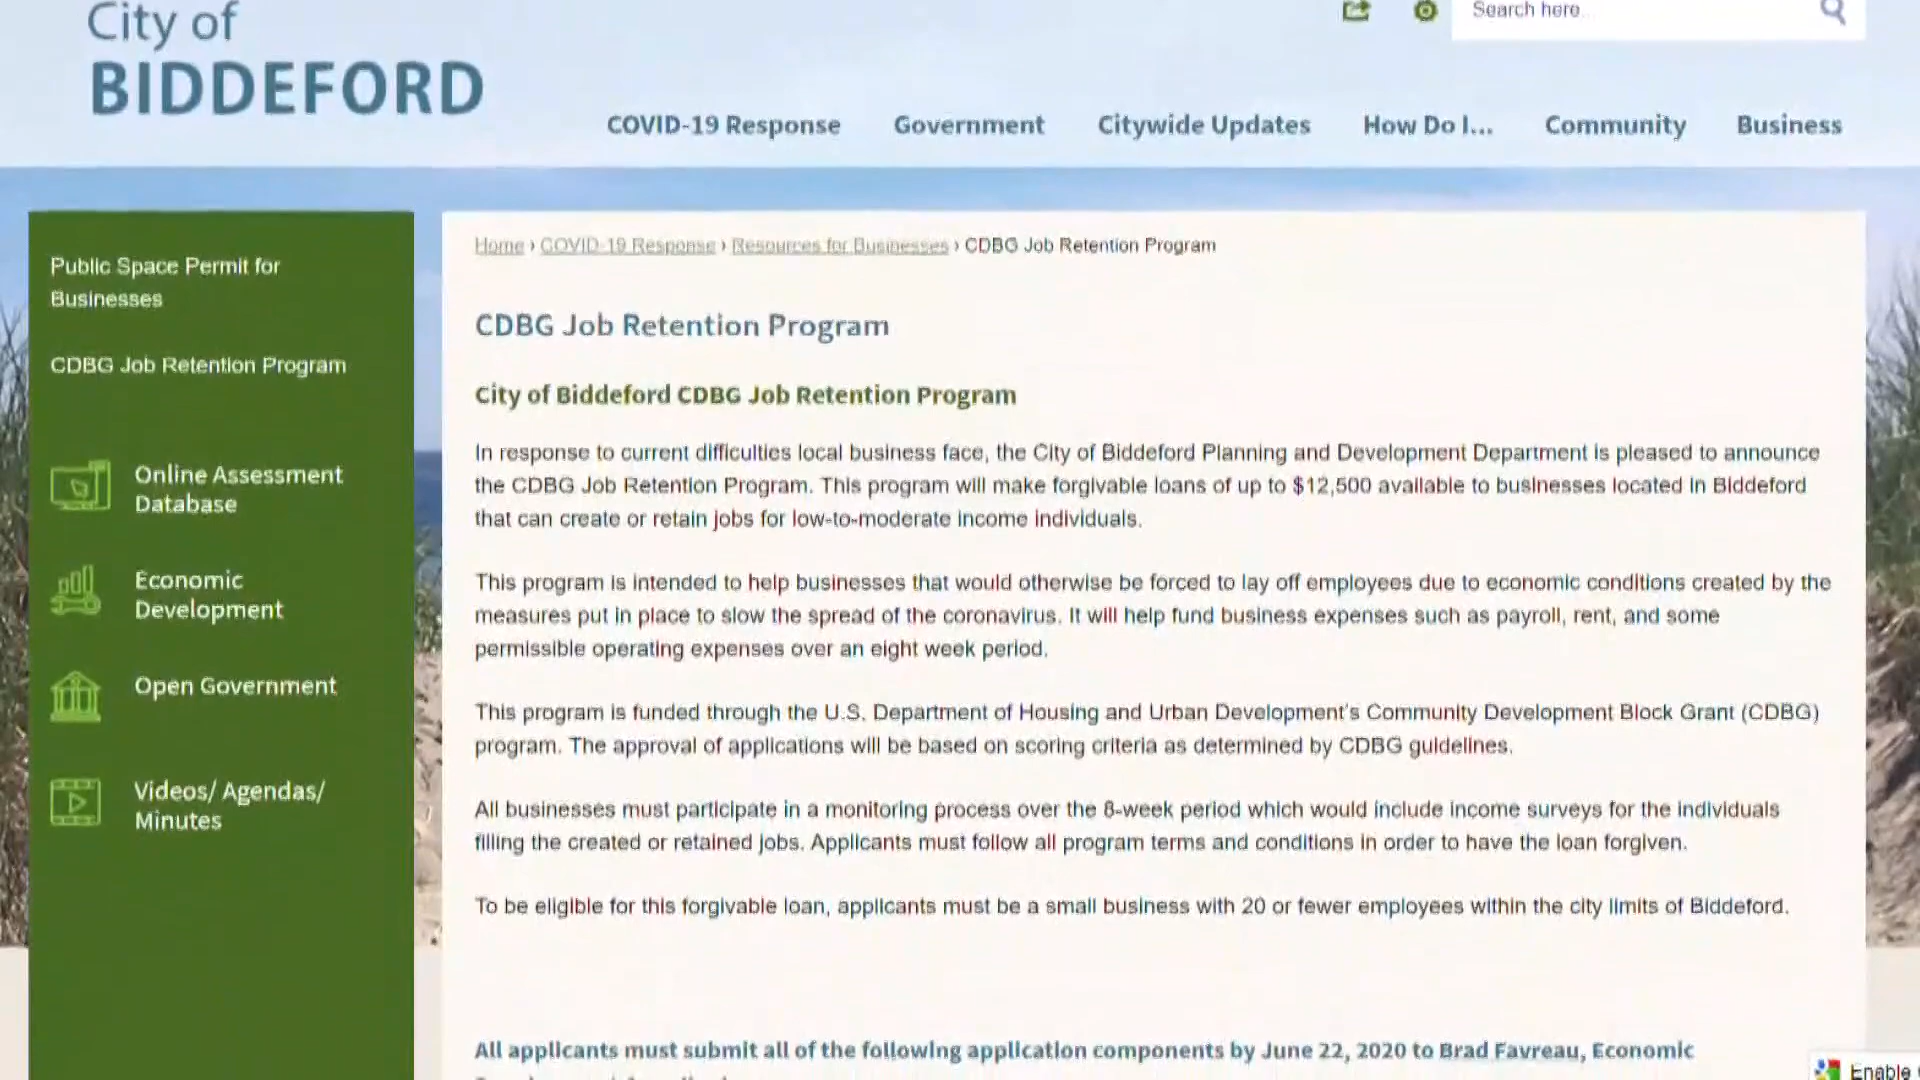 City of
BIDDEFORD
Search here...
COVID-19 Response
Government
Citywide Updates
How Do I...
Community
Business
Public Space Permit for
Businesses
CDBG Job Retention Program
Online Assessment
Database
Economic
Development
Open Government
Videos/ Agendas/
Minutes
Home › COVID-19 Response › Resources for Businesses › CDBG Job Retention Program
CDBG Job Retention Program
City of Biddeford CDBG Job Retention Program
In response to current difficulties local business face, the City of Biddeford Planning and Development Department is pleased to announce
the CDBG Job Retention Program. This program will make forgivable loans of up to $12,500 available to businesses located in Biddeford
that can create or retain jobs for low-to-moderate income individuals.
This program is intended to help businesses that would otherwise be forced to lay off employees due to economic conditions created by the
measures put in place to slow the spread of the coronavirus. It will help fund business expenses such as payroll, rent, and some
permissible operating expenses over an eight week period.
This program is funded through the U.S. Department of Housing and Urban Development's Community Development Block Grant (CDBG)
program. The approval of applications will be based on scoring criteria as determined by CDBG guidelines.
All businesses must participate in a monitoring process over the 8-week period which would include income surveys for the individuals
filling the created or retained jobs. Applicants must follow all program terms and conditions in order to have the loan forgiven.
To be eligible for this forgivable loan, applicants must be a small business with 20 or fewer employees within the city limits of Biddeford.
All applicants must submit all of the following application components by June 22, 2020 to Brad Favreau, Economic
Enable